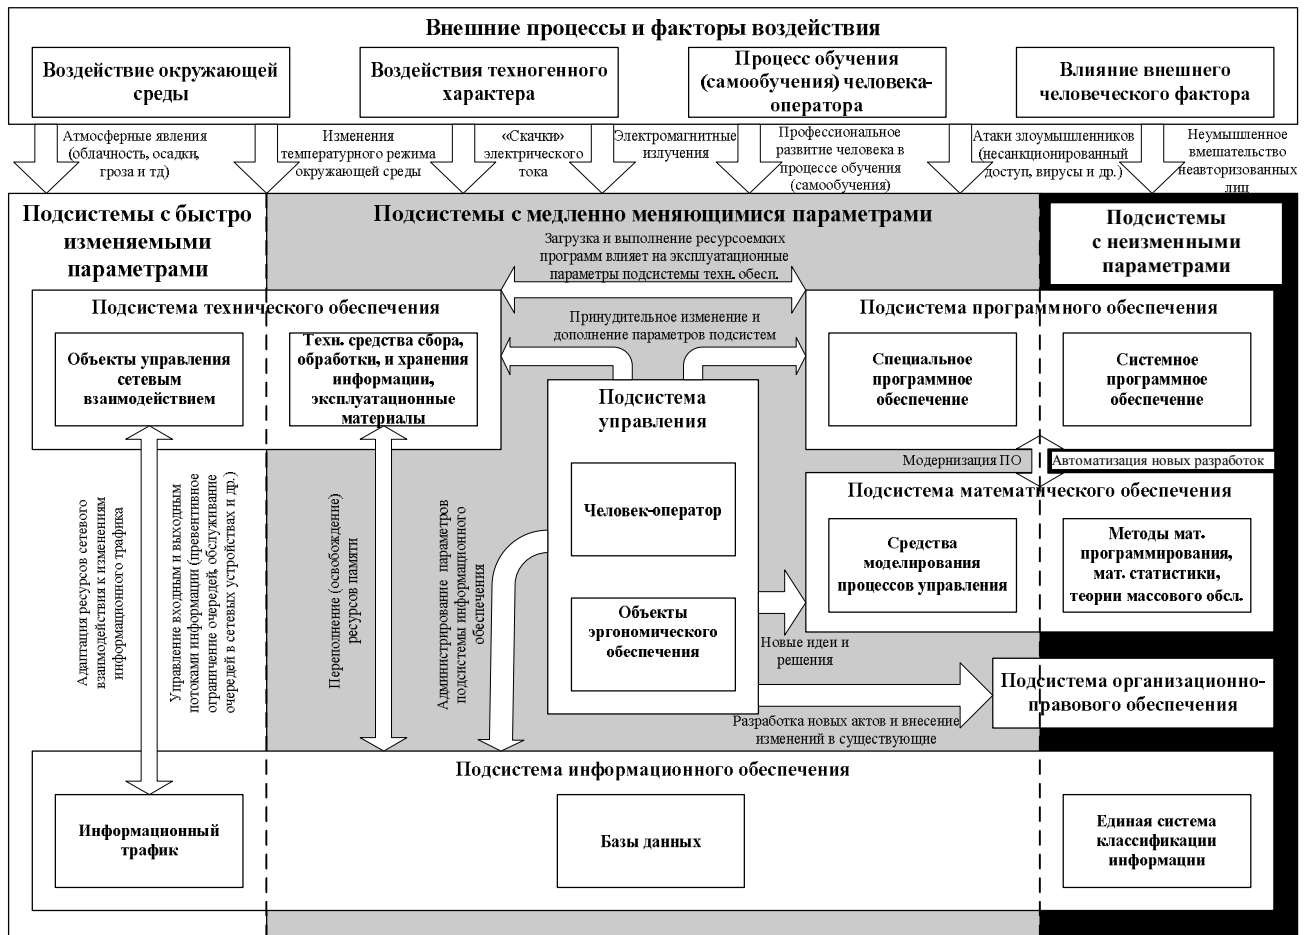 Внешние процессы и факторы воздействия
Воздействие окружающей
среды
Воздействия техногенного
характера
Процесс обучения
(самообучения) человека-
оператора
Влияние внешнего
человеческого фактора
Атмосферные явления
(облачность, осадки,
гроза и тд)
Изменения
температурного режима
окружающей среды
«Скачки»
электрического
тока
Электромагнитные
излучения
Профессиональное
развитие человека в
процессе обучения
(самообучения)
Атаки злоумышленников
(несанкционированный
доступ, вирусы и др.)
Неумышленное
вмешательство
неавторизованных
лиц
Подсистемы с быстро
изменяемыми
параметрами
Подсистемы с медленно меняющимися параметрами
Подсистемы
с неизменными
параметрами
Загрузка и выполнение ресурсоемких
программ влияет на эксплуатационные
параметры подсистемы техн. обесп.
Подсистема технического обеспечения
Объекты управления
сетевым
взаимодействием
Техн. средства сбора,
обработки, и хранения
информации,
эксплуатационные
материалы
Принудительное изменение и
дополнение параметров подсистем
Подсистема программного обеспечения
Специальное
программное
обеспечение
Системное
программное
обеспечение
Подсистема
управления
Человек-оператор
Объекты
эргономического
обеспечения
Модернизация ПО
Автоматизация новых разработок
Подсистема математического обеспечения
Средства
моделирования
процессов управления
Методы мат.
программирования,
мат. статистики,
теории массового обсл.
Адаптация ресурсов сетевого
взаимодействия к изменениям
информационного трафика
Управление входным и выходным
потоками информации (превентивное
ограничение очередей, обслуживание
очередей в сетевых устройствах и др.)
Переполнение (освобождение)
ресурсов памяти
Администрирование параметров
подсистемы информационного
обеспечения
Новые идеи и
решения
Подсистема организационно-
правового обеспечения
Разработка новых актов и внесение
изменений в существующие
Подсистема информационного обеспечения
Информационный
трафик
Базы данных
Единая система
классификации
информации